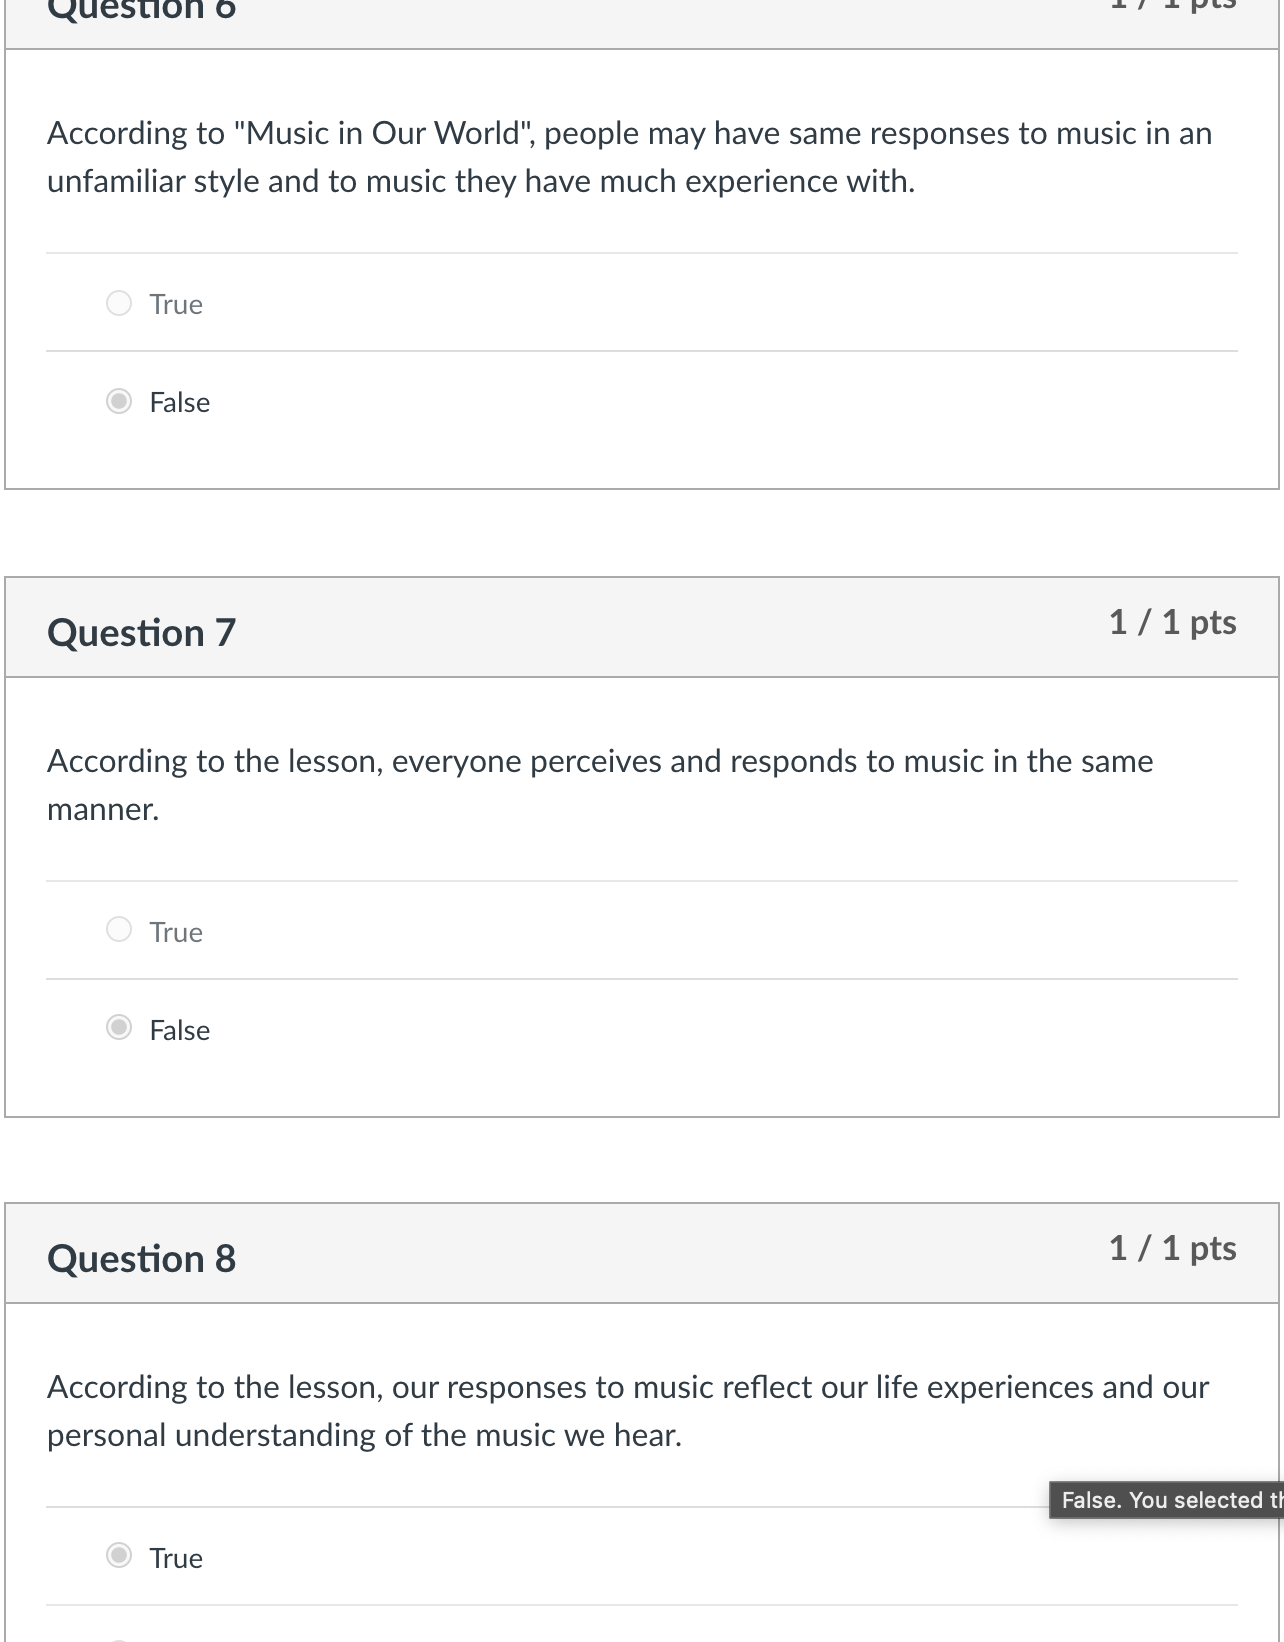 Question 6
1 / 1 pts
According to "Music in Our World", people may have same responses to music in an
unfamiliar style and to music they have much experience with.
True
False
Question 7
1 / 1 pts
According to the lesson, everyone perceives and responds to music in the same
manner.
True
False
Question 8
1 / 1 pts
According to the lesson, our responses to music reflect our life experiences and our
personal understanding of the music we hear.
False. You selected th
True